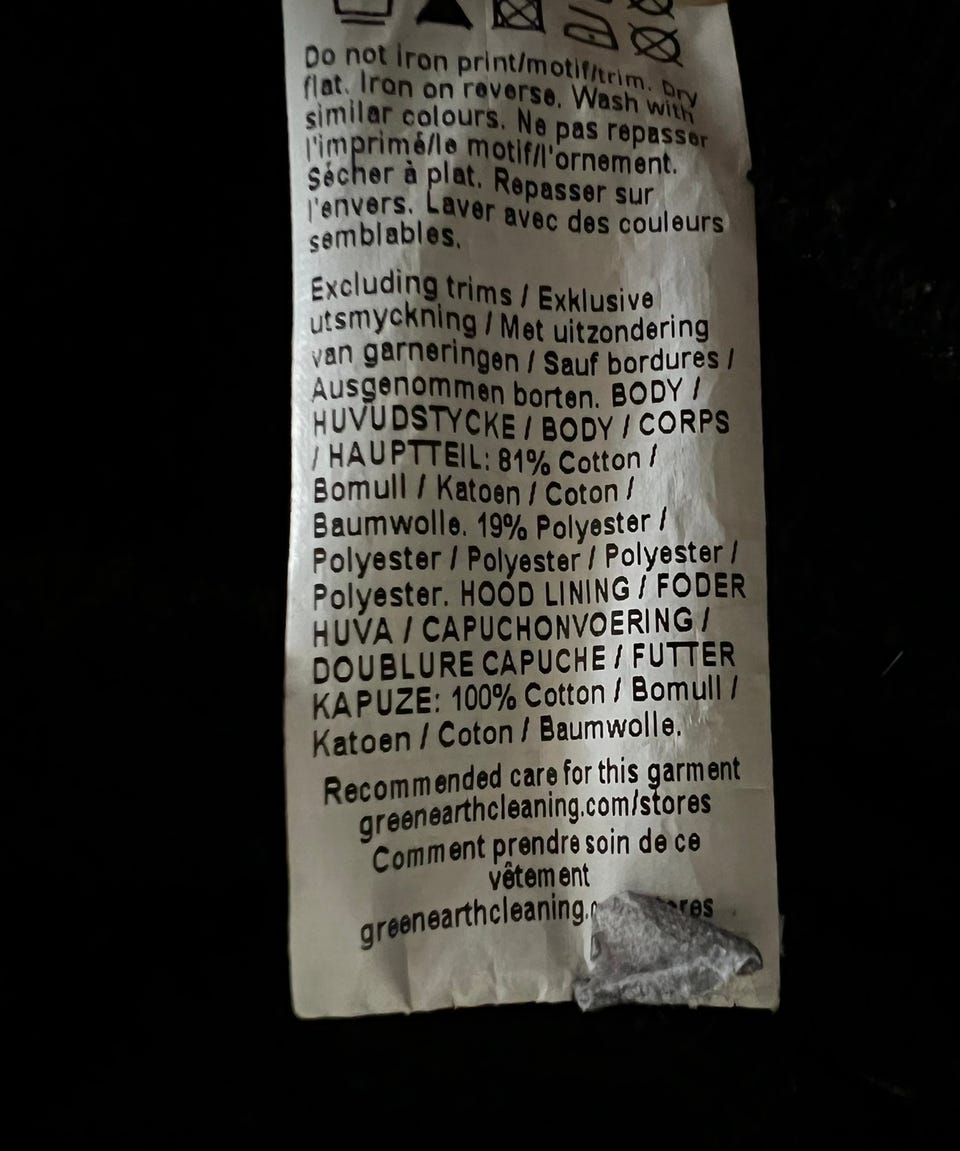 Do not iron print/motif/trim. Dry
flat. Iron on reverse. Wash with
similar colours. Ne pas repasser
l'imprimé/le motif/l'ornement.
Sécher à plat. Repasser sur
l'envers. Laver avec des couleurs
semblables.
Excluding trims / Exklusive
utsmyckning / Met uitzondering
van garneringen / Sauf bordures /
Ausgenommen borten. BODY /
HUVUDSTYCKE / BODY / CORPS
/ HAUPTTEIL: 81% Cotton /
Bomull / Katoen / Coton /
Baumwolle. 19% Polyester /
Polyester / Polyester / Polyester /
Polyester. HOOD LINING / FODER
HUVA / CAPUCHONVOERING /
DOUBLURE CAPUCHE / FUTTER
KAPUZE: 100% Cotton / Bomull /
Katoen / Coton / Baumwolle.
Recommended care for this garment
greenearthcleaning.com/stores
Comment prendre soin de ce
vêtement
greenearthcleaning.